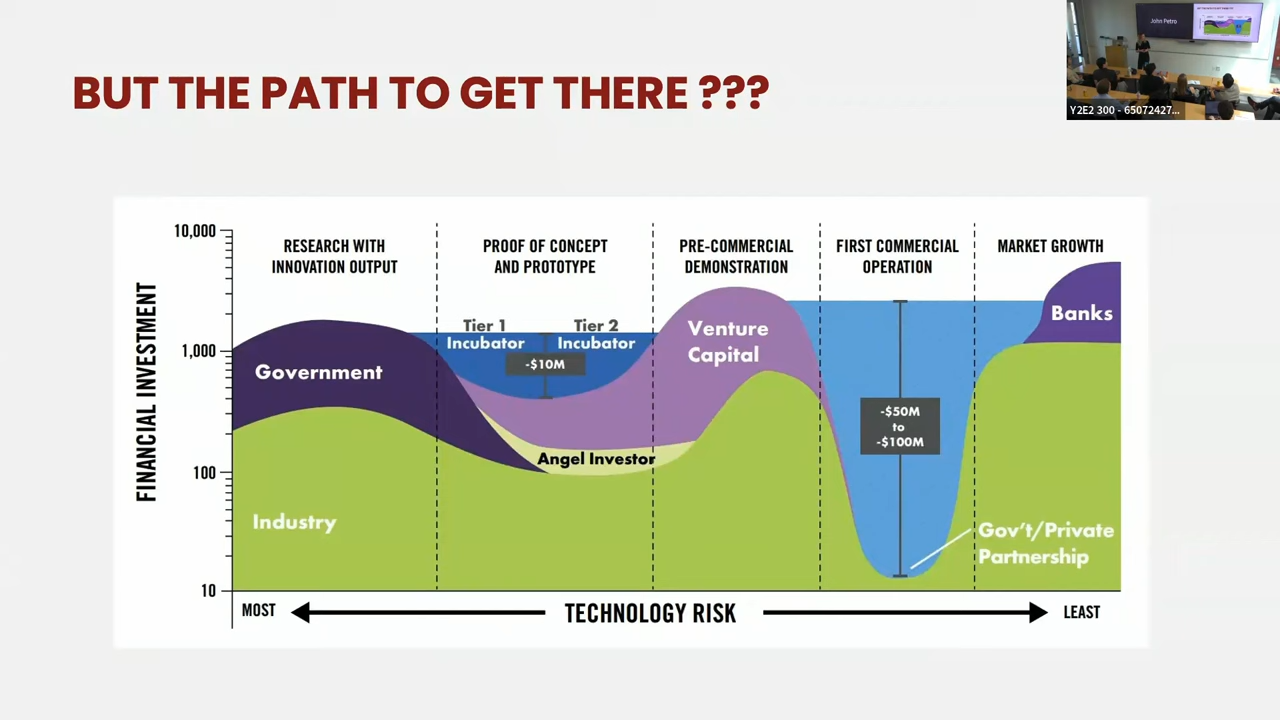 BUT THE PATH TO GET THERE ???
John Petro
Y2E2 300 - 65072427...
10,000
1,000
100
10
FINANCIAL INVESTMENT
RESEARCH WITH
INNOVATION OUTPUT
PROOF OF CONCEPT
AND PROTOTYPE
PRE-COMMERCIAL
DEMONSTRATION
FIRST COMMERCIAL
OPERATION
MARKET GROWTH
Government
Industry
Tier 1
Incubator
Tier 2
Incubator
-$10M
Angel Investor
Venture
Capital
-$50M
to
-$100M
Banks
Gov't/Private
Partnership
MOST
TECHNOLOGY RISK
LEAST